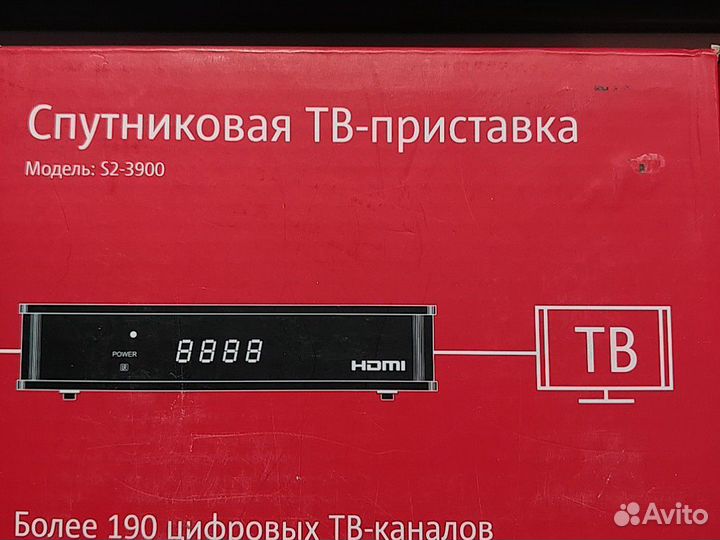 Спутниковая ТВ-приставка
Модель: S2-3900
POWER
8888
HDMI
ТВ
Более 190 цифровых ТВ-каналов
Avito